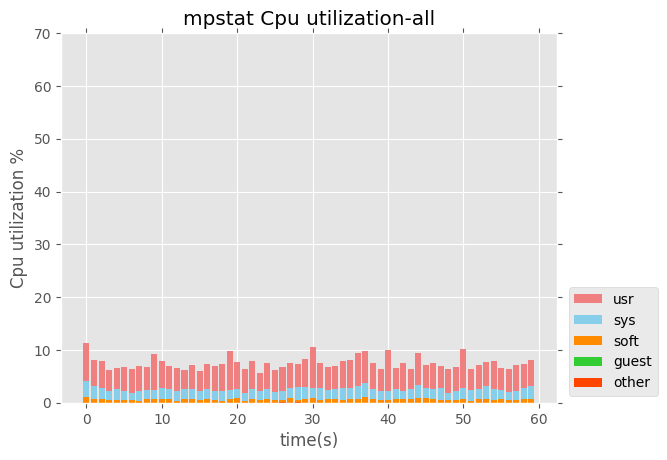 mpstat Cpu utilization-all
70
60
50
40
30
20
10
0
Cpu utilization %
0 10 20 30 40 50 60
time(s)
usr
sys
soft
guest
other